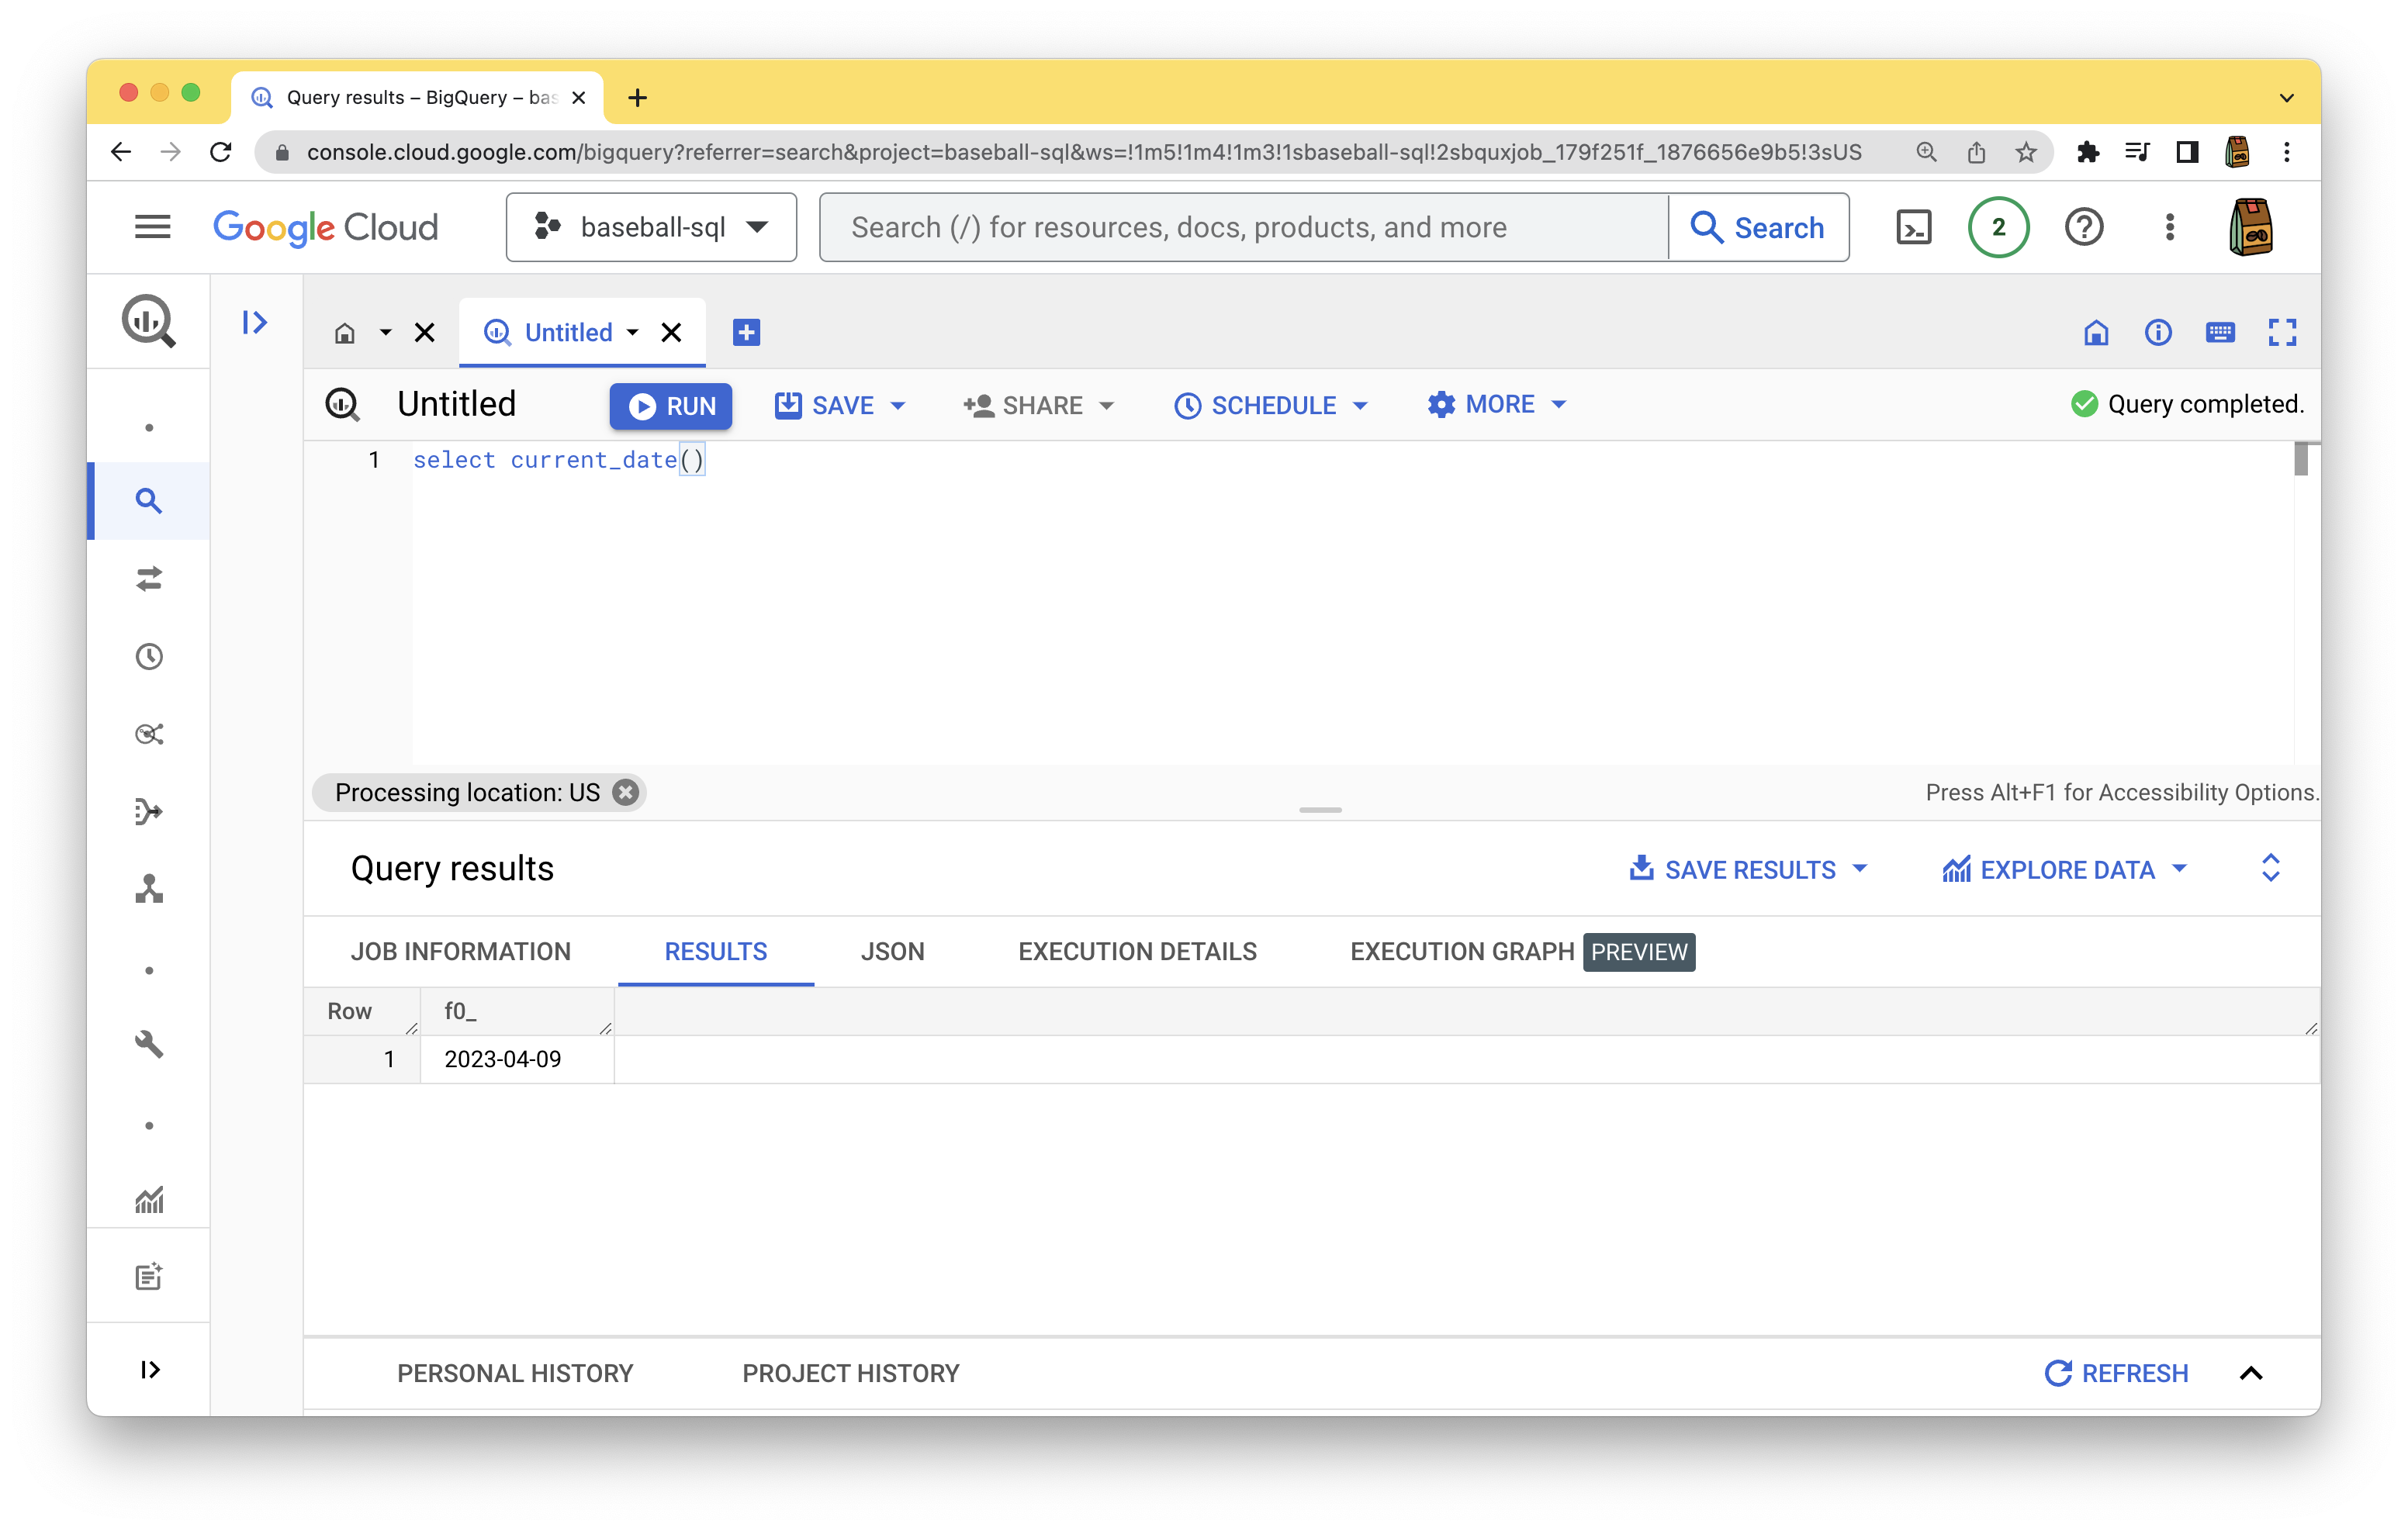 Query results – BigQuery – bas
console.cloud.google.com/bigquery?referrer=search&project=baseball-sql&ws=!1m5!1m4!1m3!1sbaseball-sql!2sbquxjob_179f251f_1876656e9b5!3sUS
Google Cloud
baseball-sql
Search (/) for resources, docs, products, and more
Search
2
Untitled
Untitled
RUN
SAVE
SHARE
SCHEDULE
MORE
Query completed.
1
select current_date()
Processing location: US
Press Alt+F1 for Accessibility Options.
Query results
SAVE RESULTS
EXPLORE DATA
JOB INFORMATION
RESULTS
JSON
EXECUTION DETAILS
EXECUTION GRAPH
PREVIEW
Row
f0_
1
2023-04-09
PERSONAL HISTORY
PROJECT HISTORY
REFRESH